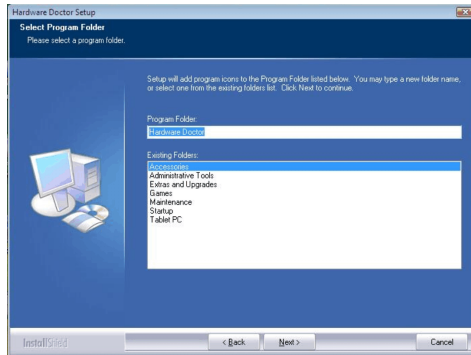 Hardware Doctor Setup
Select Program Folder
Please select a program folder.
Setup will add program icons to the Program Folder listed below. You may type a new folder name,
or select one from the existing folders list. Click Next to continue.
Program Folder:
Hardware Doctor
Existing Folders:
Accessories
Administrative Tools
Extras and Upgrades
Games
Maintenance
Startup
Tablet PC
InstallShield
< Back
Next >
Cancel